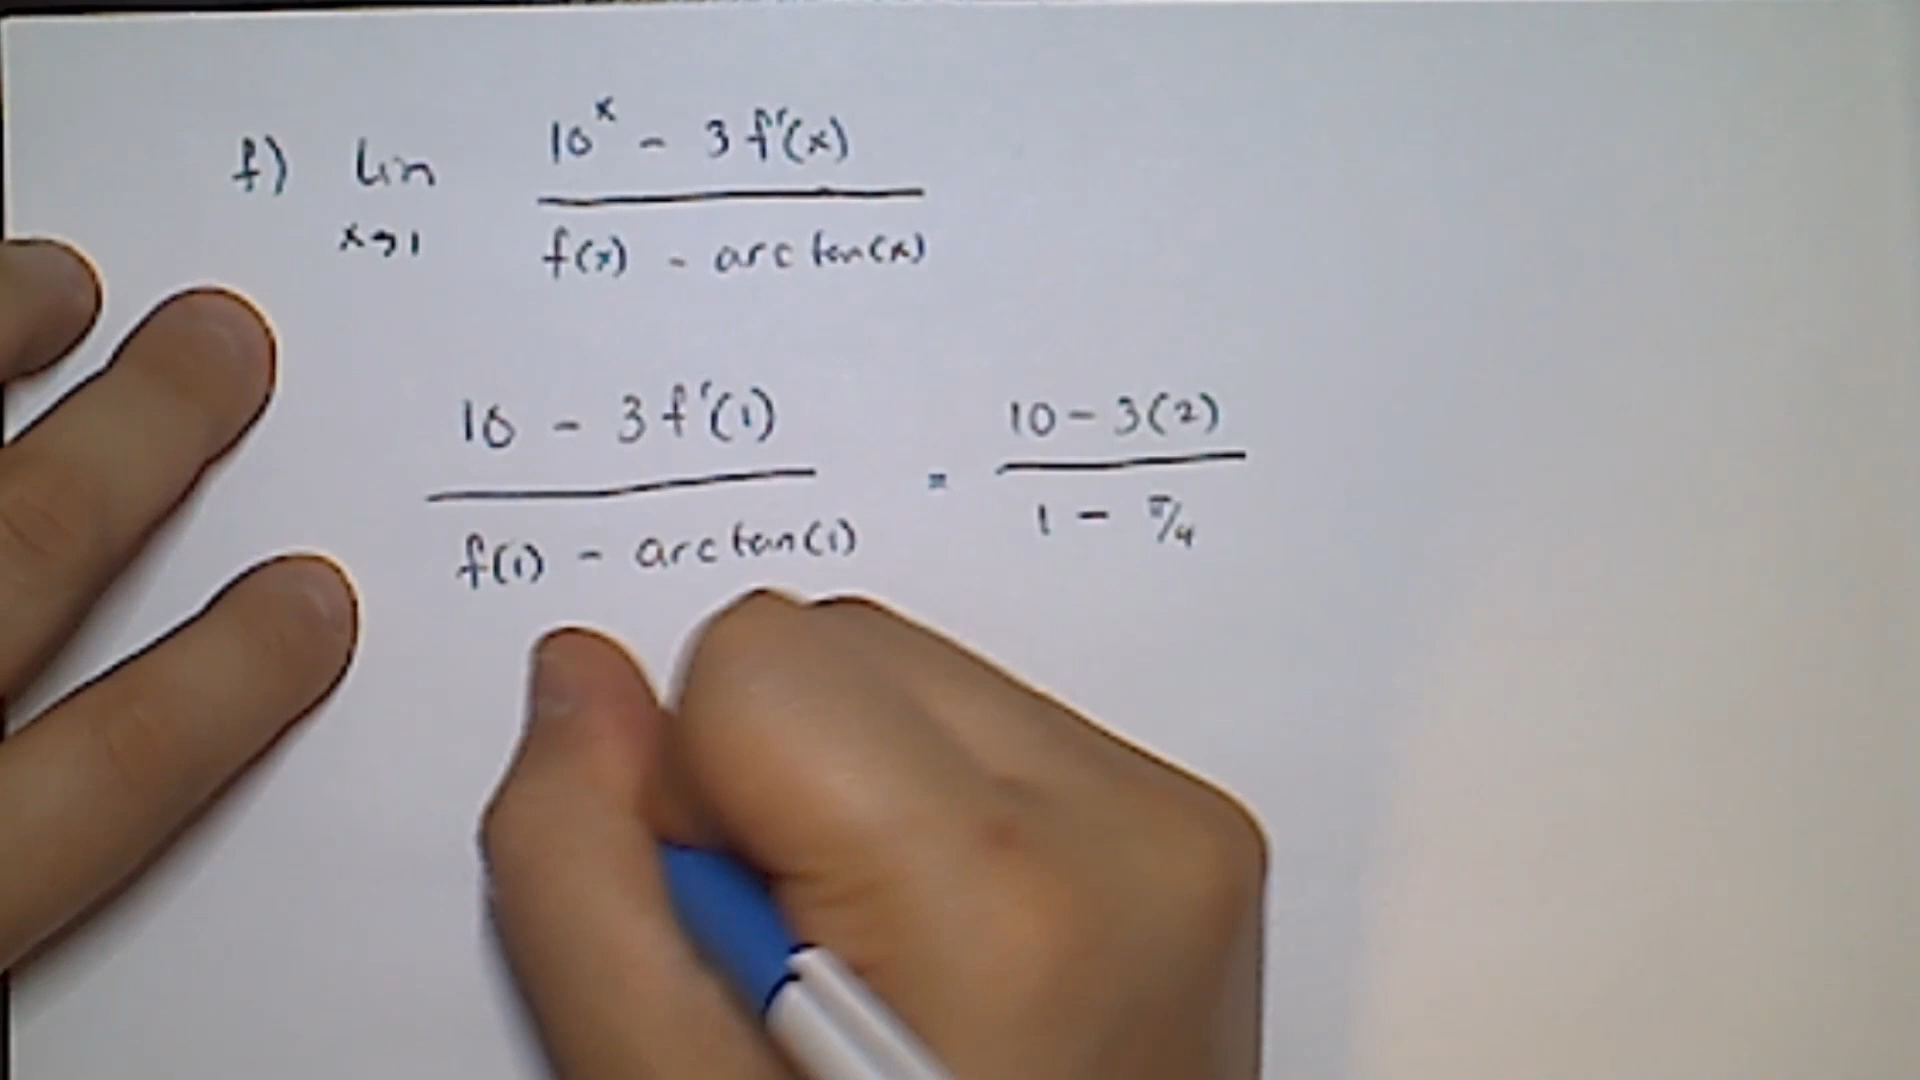 f) lim x→1 (10^x - 3f'(x)) / (f(x) - arctan(x))
(10 - 3f'(1)) / (f(1) - arctan(1)) = (10 - 3(2)) / (1 - π/4)